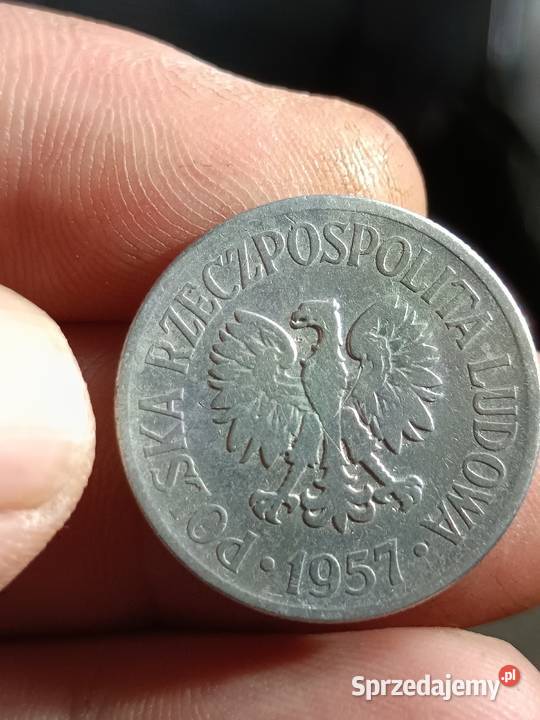 POLSKA RZECZPOSPOLITA LUDOWA
· 1957 ·
Sprzedajemy.pl